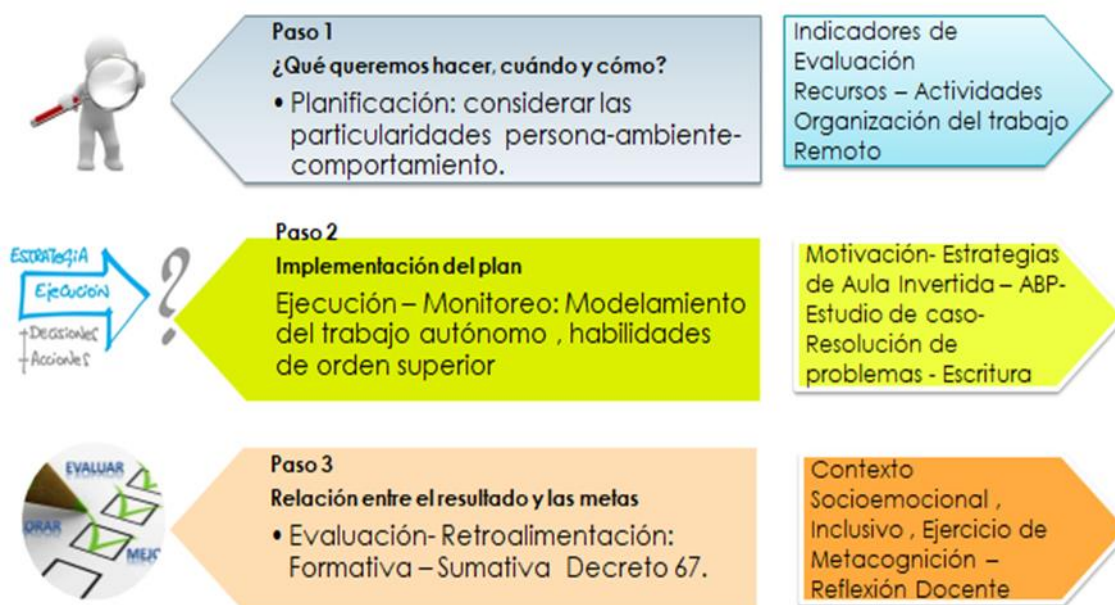 Paso 1
¿Qué queremos hacer, cuándo y cómo?
• Planificación: considerar las
particularidades persona-ambiente-
comportamiento.
Indicadores de
Evaluación
Recursos – Actividades
Organización del trabajo
Remoto
ESTRATEGIA
Ejecución
+Decisiones
+Acciones
?
Paso 2
Implementación del plan
Ejecución – Monitoreo: Modelamiento
del trabajo autónomo , habilidades
de orden superior
Motivación- Estrategias
de Aula Invertida – ABP-
Estudio de caso-
Resolución de
problemas - Escritura
EVALUAR
ORAR
MEJO
Paso 3
Relación entre el resultado y las metas
• Evaluación- Retroalimentación:
Formativa – Sumativa Decreto 67.
Contexto
Socioemocional ,
Inclusivo , Ejercicio de
Metacognición –
Reflexión Docente